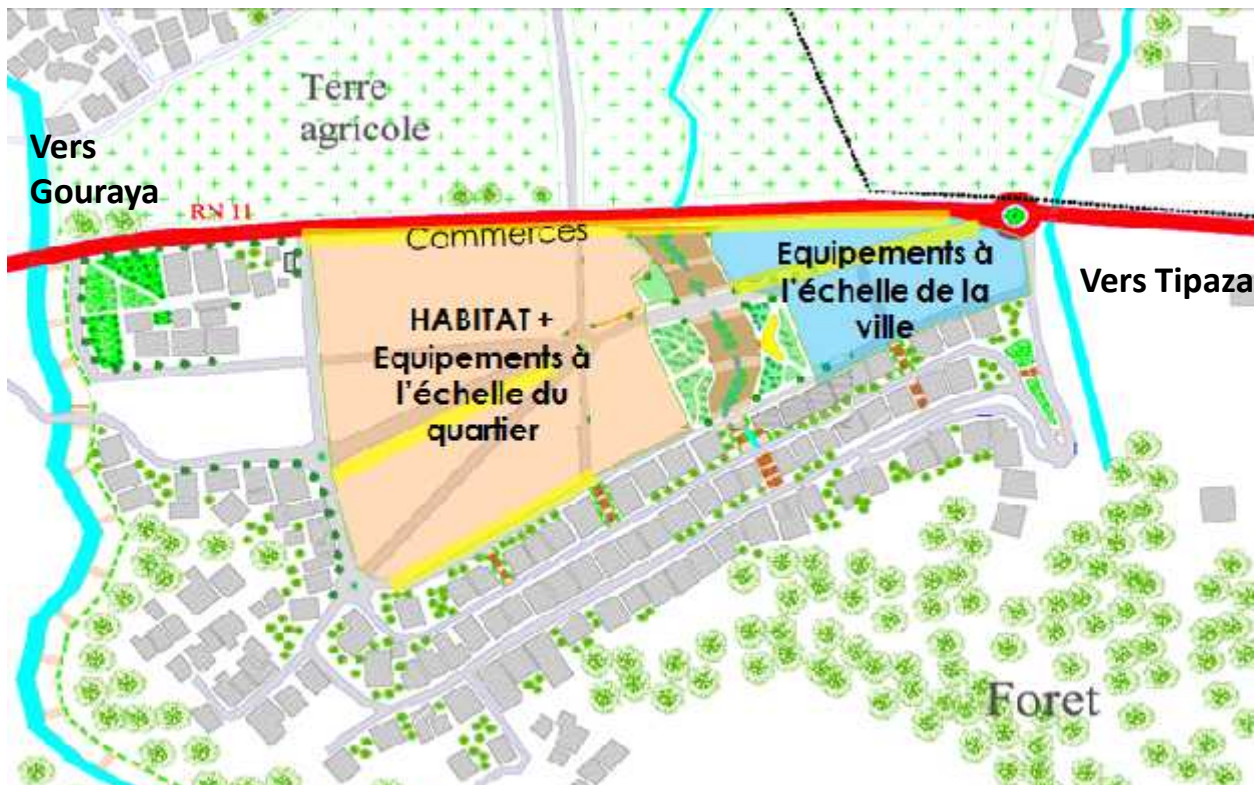 Terre
agricole
Vers
Gouraya
RN 11
Commerces
Equipements à
l'échelle de la
ville
Vers Tipaza
HABITAT +
Equipements à
l'échelle du
quartier
Foret